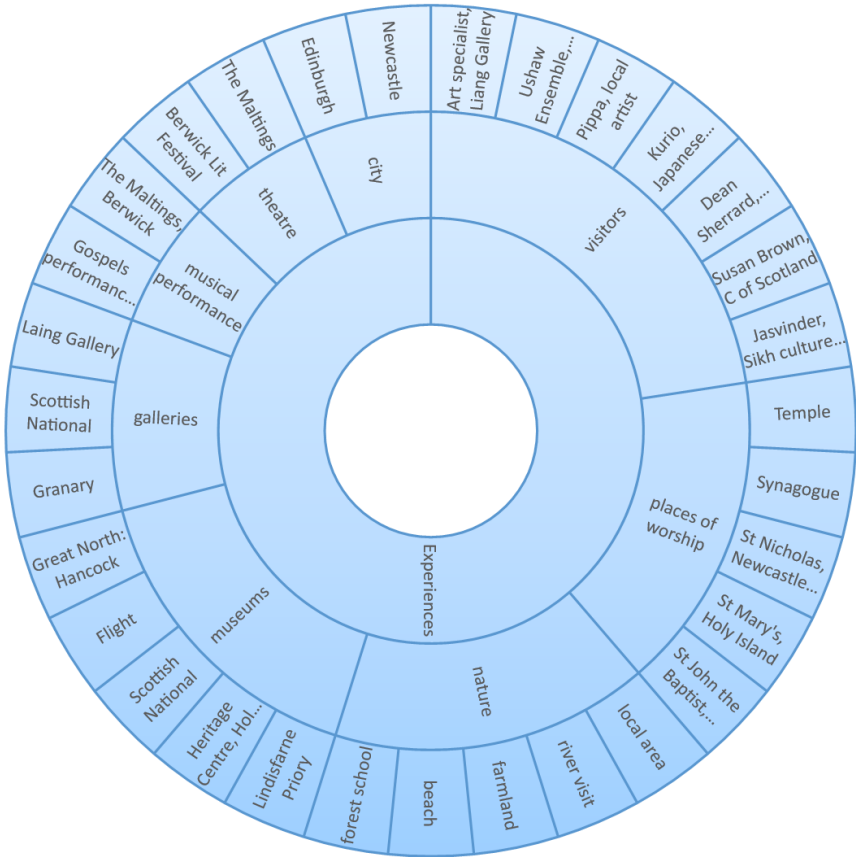 Experiences
visitors
Art specialist,
Liang Gallery
Ushaw
Ensemble,...
Pippa, local
artist
Kurio,
Japanese...
Dean
Sherrard,...
Susan Brown,
C of Scotland
Jasvinder,
Sikh culture...
places of
worship
Temple
Synagogue
St Nicholas,
Newcastle...
St Mary's,
Holy Island
St John the
Baptist,...
nature
local area
river visit
farmland
beach
forest school
museums
Lindisfarne
Priory
Heritage
Centre, Hol...
Scottish
National
Flight
Great North:
Hancock
galleries
Granary
Scottish
National
Laing Gallery
musical
performance
Gospels
performanc...
The Maltings,
Berwick
theatre
Berwick Lit
Festival
The Maltings
city
Edinburgh
Newcastle